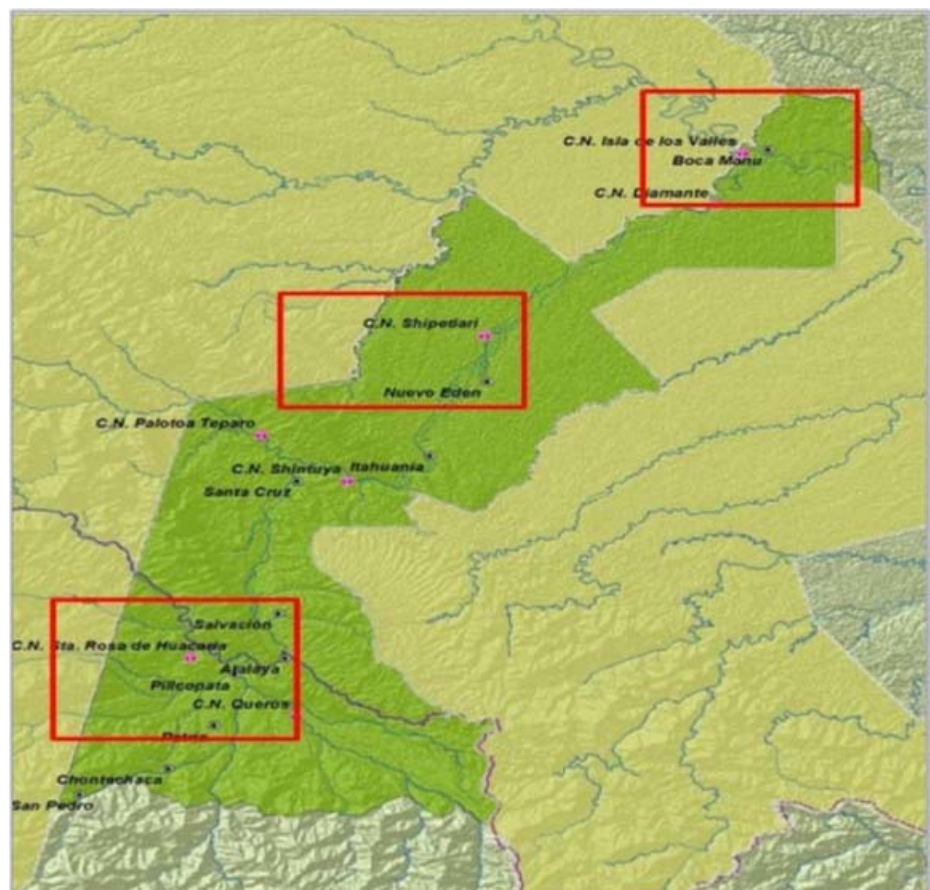 C.N. Isla de los Valles
Boca Manu
C.N. Diamante
C.N. Shipetiari
Nuevo Eden
C.N. Palotoa Teparo
C.N. Shintuya
Itahuania
Santa Cruz
Salvación
C.N. Sta. Rosa de Huacaria
Atalaya
Pillcopata
C.N. Queros
Chontachaca
San Pedro